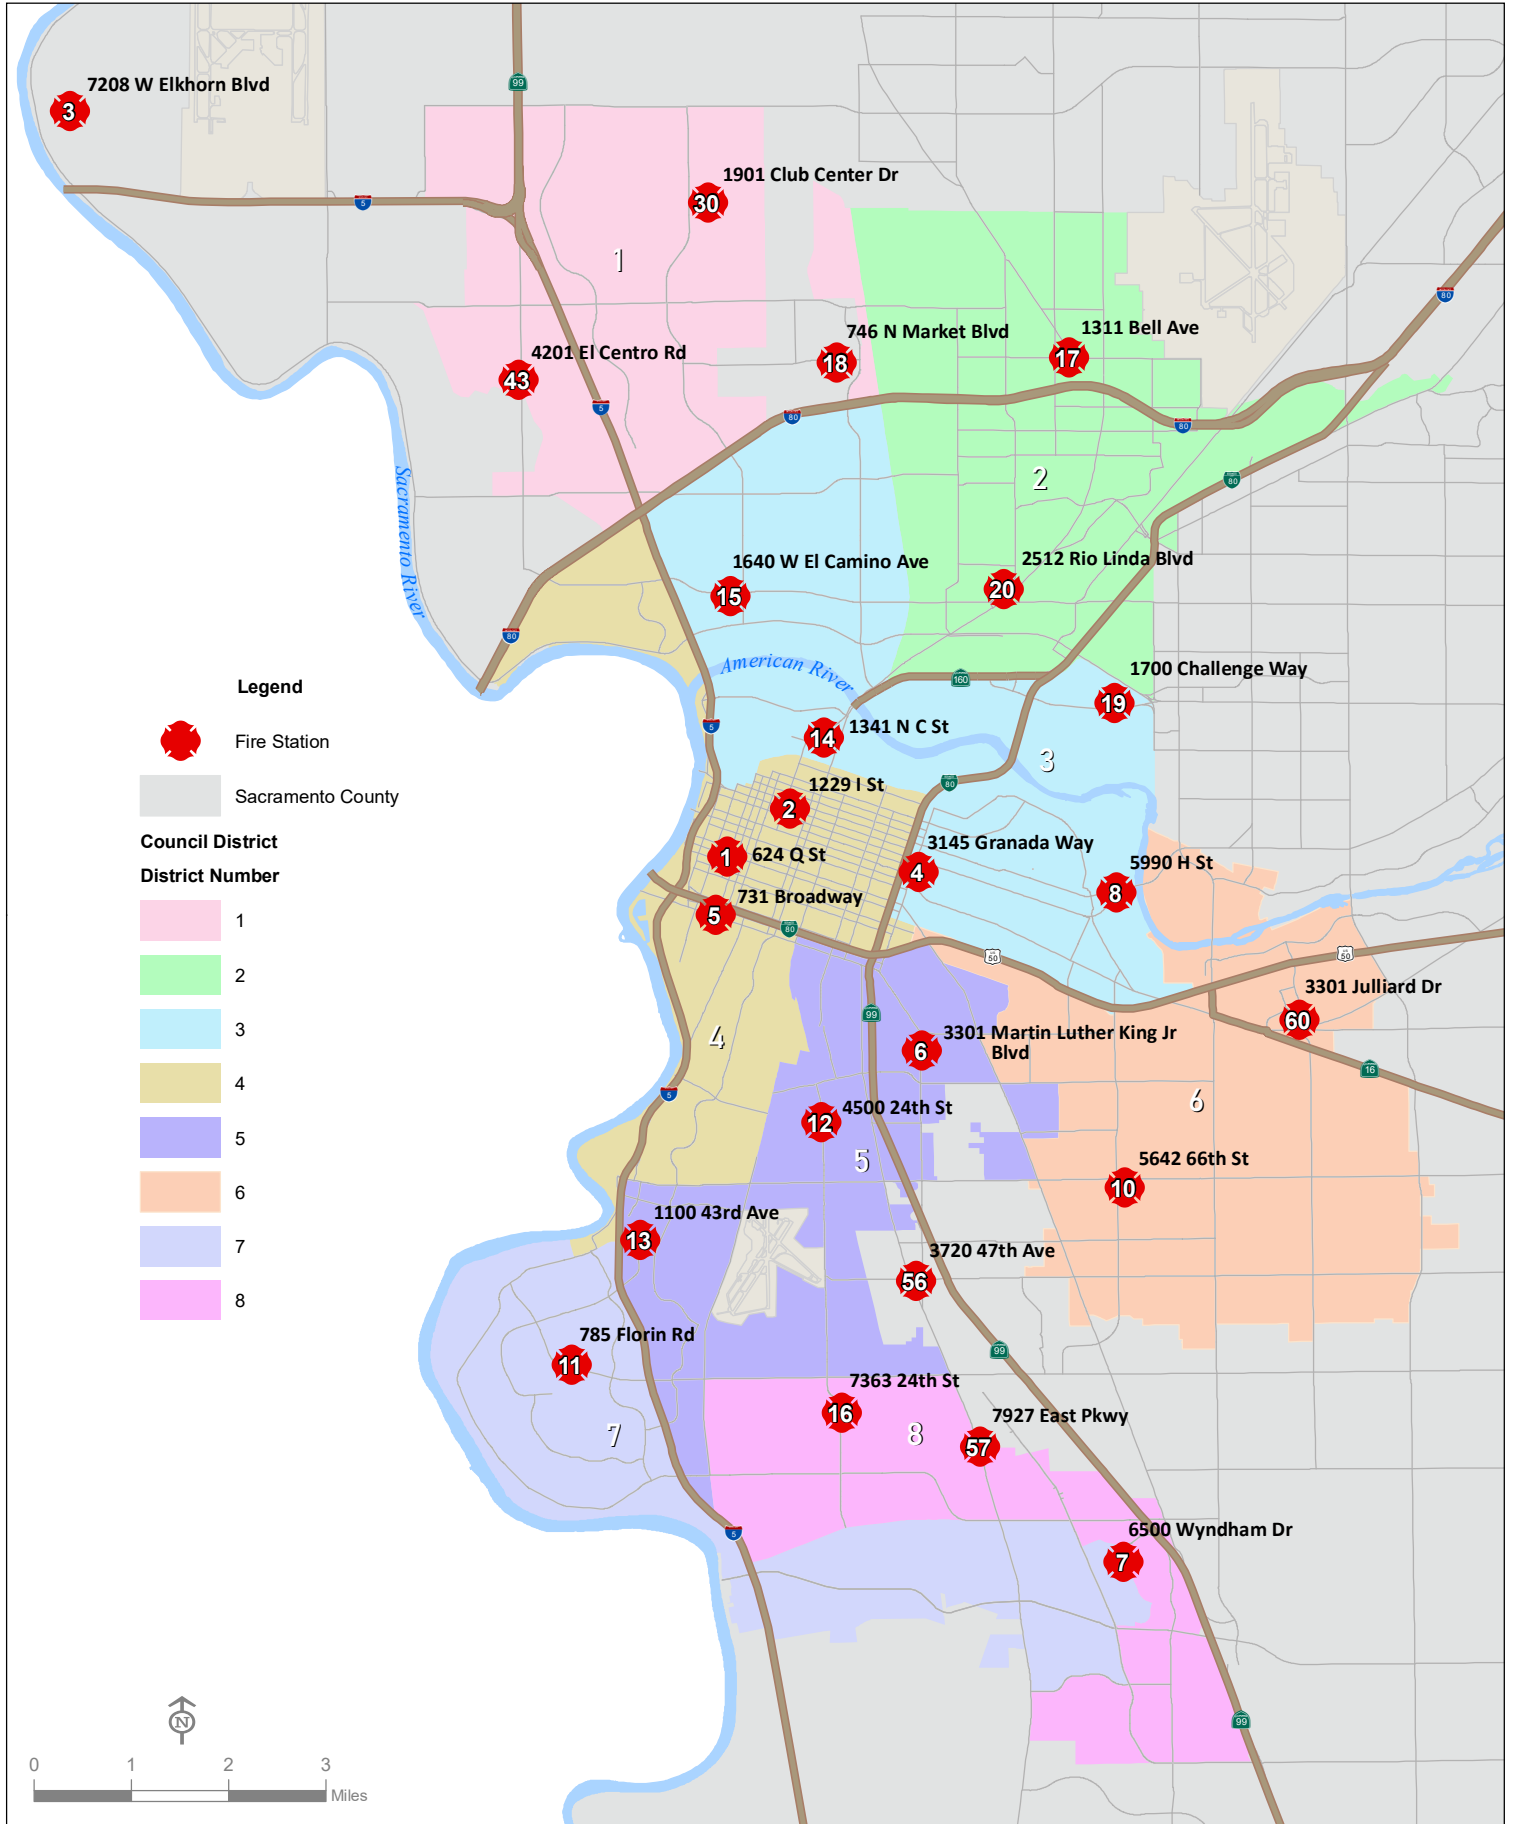 99
7208 W Elkhorn Blvd
3
1901 Club Center Dr
30
5
1
80
746 N Market Blvd
1311 Bell Ave
18
17
4201 El Centro Rd
43
5
80
80
2
80
Sacramento River
1640 W El Camino Ave
15
2512 Rio Linda Blvd
20
80
American River
160
1700 Challenge Way
19
5
1341 N C St
14
3
80
1229 I St
2
624 Q St
1
3145 Granada Way
4
5990 H St
8
731 Broadway
5
80
US 50
US 50
3301 Julliard Dr
60
99
4
3301 Martin Luther King Jr
Blvd
6
16
5
6
4500 24th St
12
5
5642 66th St
10
1100 43rd Ave
13
3720 47th Ave
56
785 Florin Rd
11
99
7363 24th St
16
7
8
7927 East Pkwy
57
5
6500 Wyndham Dr
7
99
Legend
Fire Station
Sacramento County
Council District
District Number
1
2
3
4
5
6
7
8
N
0 1 2 3
Miles